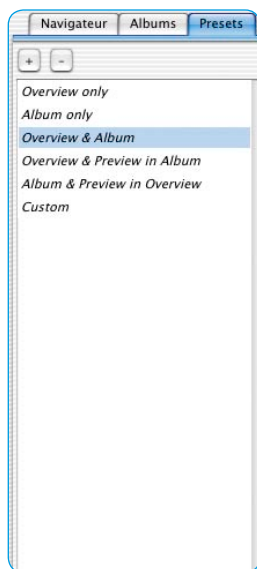 Navigateur Albums Presets
+ -
Overview only
Album only
Overview & Album
Overview & Preview in Album
Album & Preview in Overview
Custom